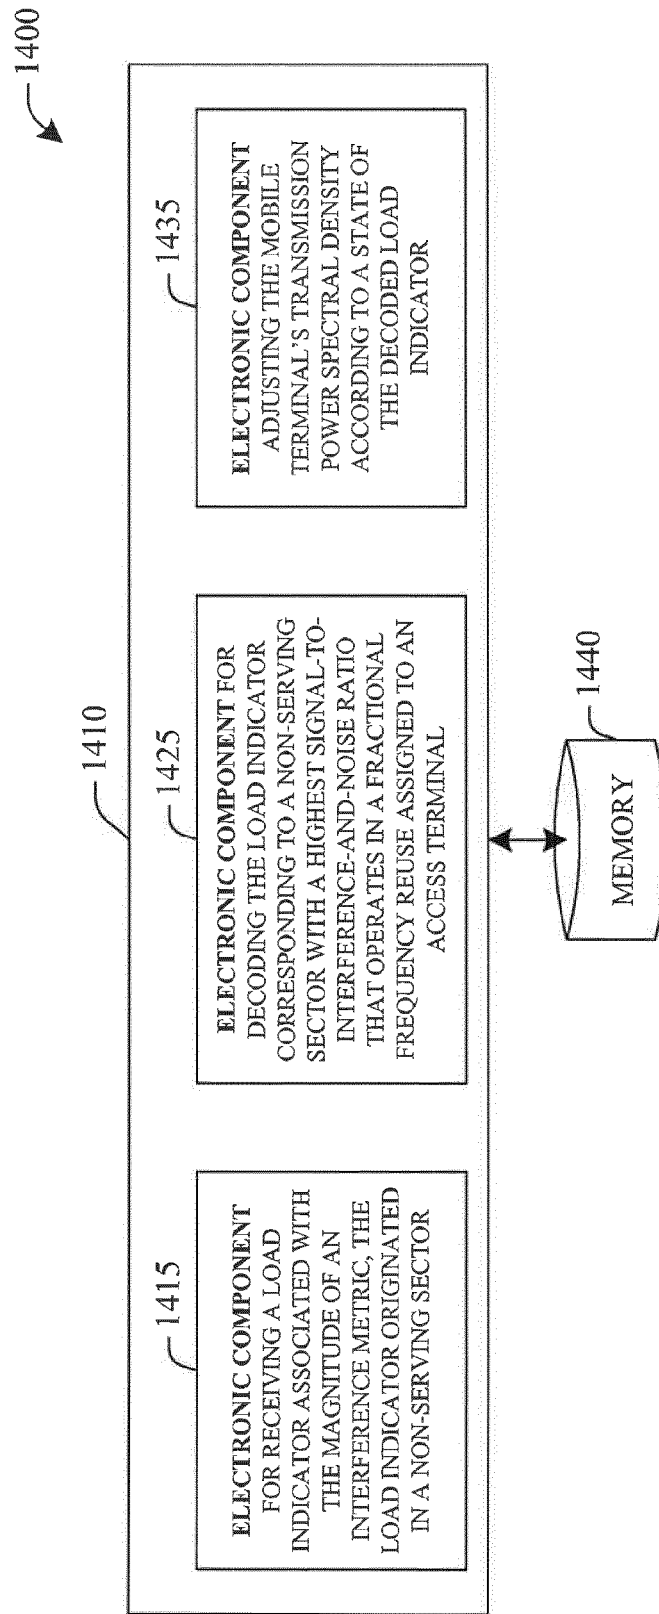 1400
1410
1415
ELECTRONIC COMPONENT
FOR RECEIVING A LOAD
INDICATOR ASSOCIATED WITH
THE MAGNITUDE OF AN
INTERFERENCE METRIC, THE
LOAD INDICATOR ORIGINATED
IN A NON-SERVING SECTOR
1425
ELECTRONIC COMPONENT FOR
DECODING THE LOAD INDICATOR
CORRESPONDING TO A NON-SERVING
SECTOR WITH A HIGHEST SIGNAL-TO-
INTERFERENCE-AND-NOISE RATIO
THAT OPERATES IN A FRACTIONAL
FREQUENCY REUSE ASSIGNED TO AN
ACCESS TERMINAL
1435
ELECTRONIC COMPONENT
ADJUSTING THE MOBILE
TERMINAL'S TRANSMISSION
POWER SPECTRAL DENSITY
ACCORDING TO A STATE OF
THE DECODED LOAD
INDICATOR
1440
MEMORY